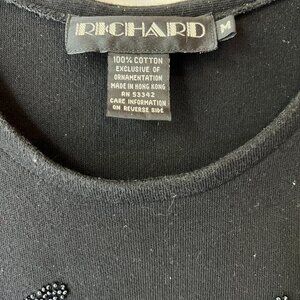 RICHARD
M
100% COTTON
EXCLUSIVE OF
ORNAMENTATION
MADE IN HONG KONG
RN 53342
CARE INFORMATION
ON REVERSE SIDE